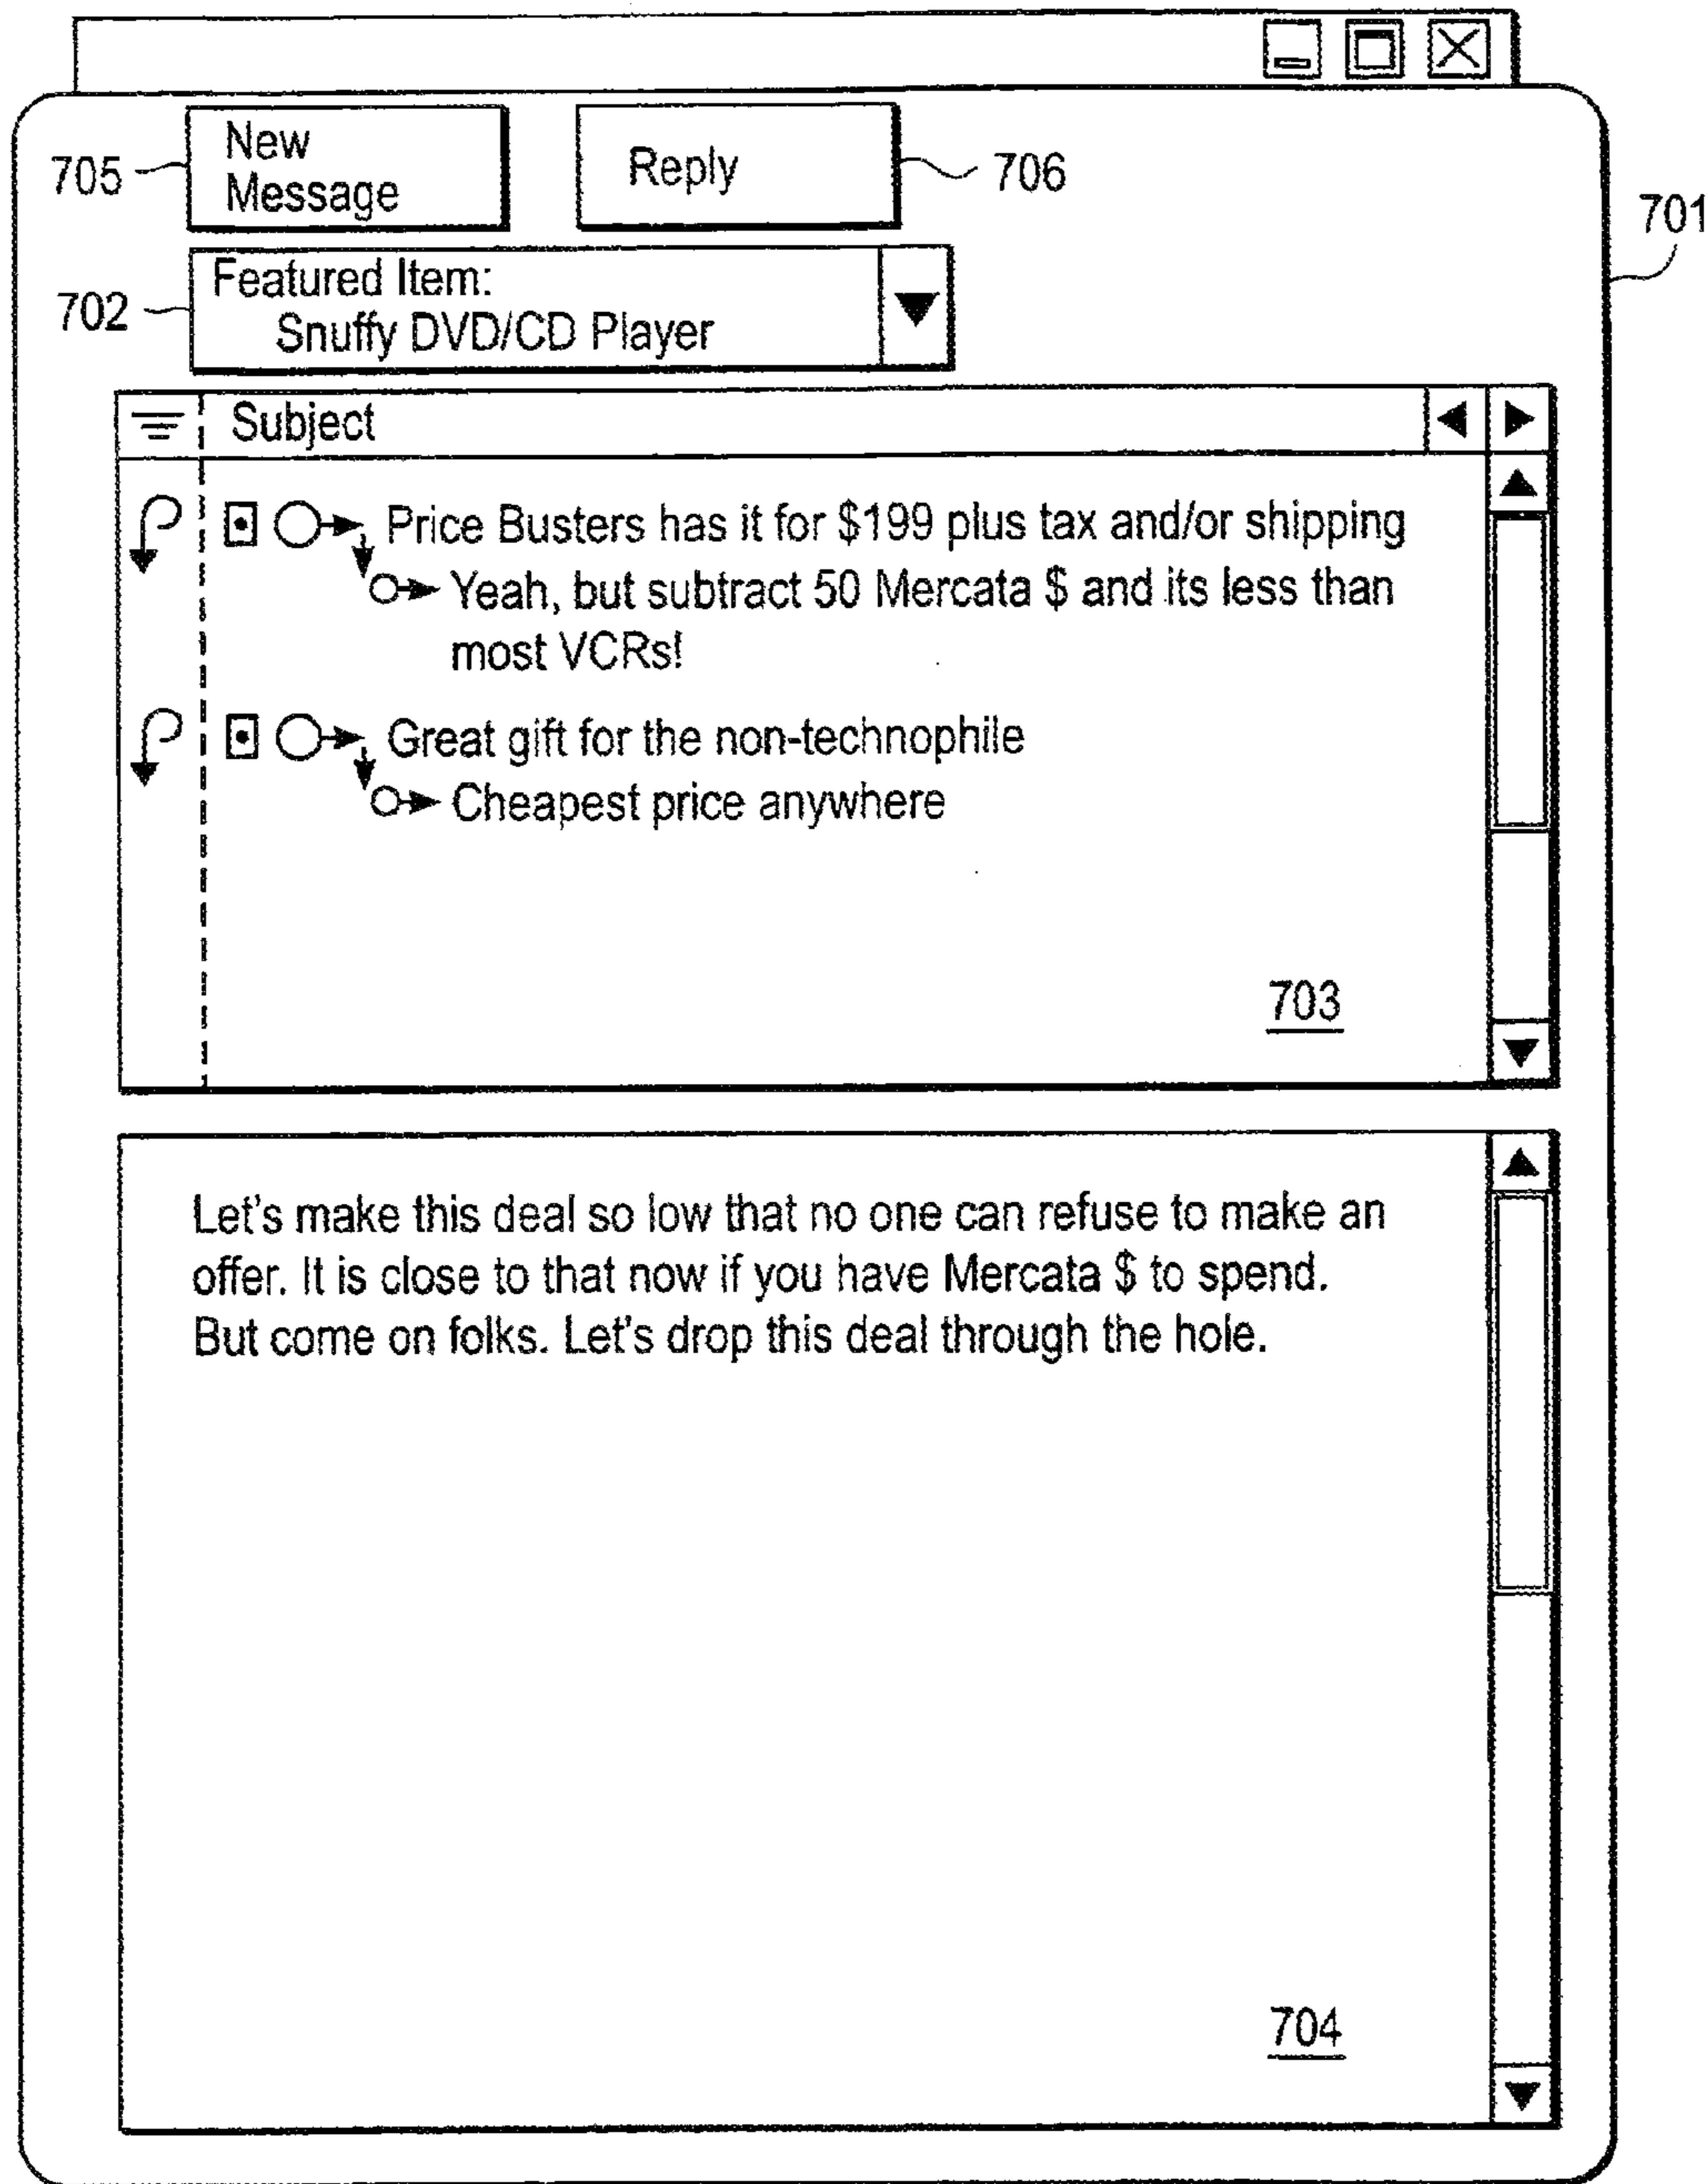 New
Message
Reply
705
706
701
Featured Item:
Snuffy DVD/CD Player
702
Subject
Price Busters has it for $199 plus tax and/or shipping
Yeah, but subtract 50 Mercata $ and its less than
most VCRs!
Great gift for the non-technophile
Cheapest price anywhere
703
Let's make this deal so low that no one can refuse to make an
offer. It is close to that now if you have Mercata $ to spend.
But come on folks. Let's drop this deal through the hole.
704